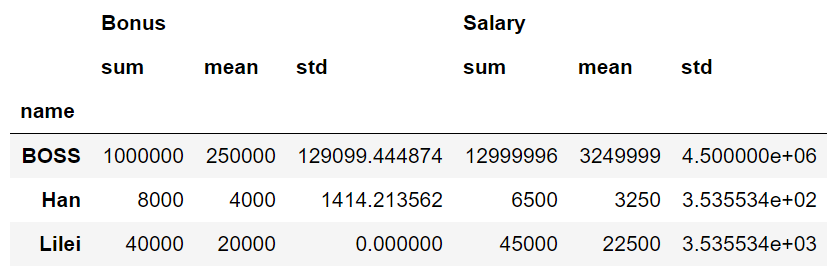 Bonus Salary
sum mean std sum mean std
name
BOSS 1000000 250000 129099.444874 12999996 3249999 4.500000e+06
Han 8000 4000 1414.213562 6500 3250 3.535534e+02
Lilei 40000 20000 0.000000 45000 22500 3.535534e+03